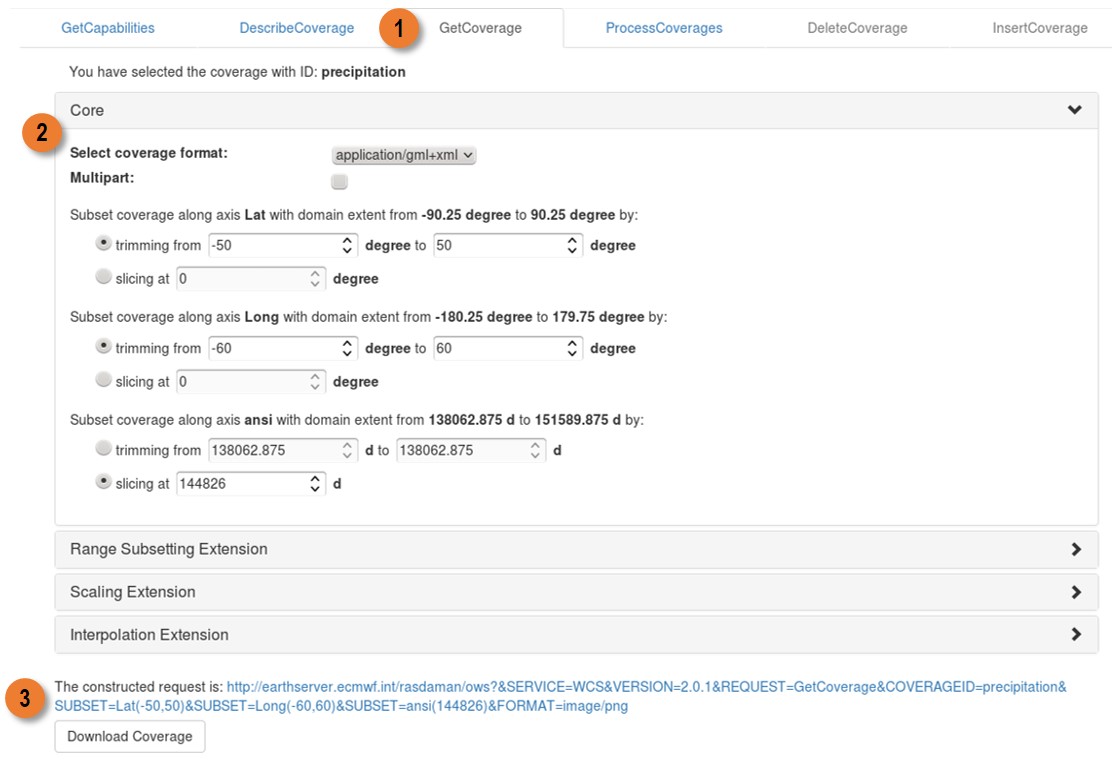 GetCapabilities DescribeCoverage 1 GetCoverage ProcessCoverages DeleteCoverage InsertCoverage
You have selected the coverage with ID: precipitation
Core
2
Select coverage format: application/gml+xml
Multipart:
Subset coverage along axis Lat with domain extent from -90.25 degree to 90.25 degree by:
trimming from -50 degree to 50 degree
slicing at 0 degree
Subset coverage along axis Long with domain extent from -180.25 degree to 179.75 degree by:
trimming from -60 degree to 60 degree
slicing at 0 degree
Subset coverage along axis ansi with domain extent from 138062.875 d to 151589.875 d by:
trimming from 138062.875 d to 138062.875 d
slicing at 144826 d
Range Subsetting Extension
Scaling Extension
Interpolation Extension
3
The constructed request is: http://earthserver.ecmwf.int/rasdaman/ows?&SERVICE=WCS&VERSION=2.0.1&REQUEST=GetCoverage&COVERAGEID=precipitation&
SUBSET=Lat(-50,50)&SUBSET=Long(-60,60)&SUBSET=ansi(144826)&FORMAT=image/png
Download Coverage